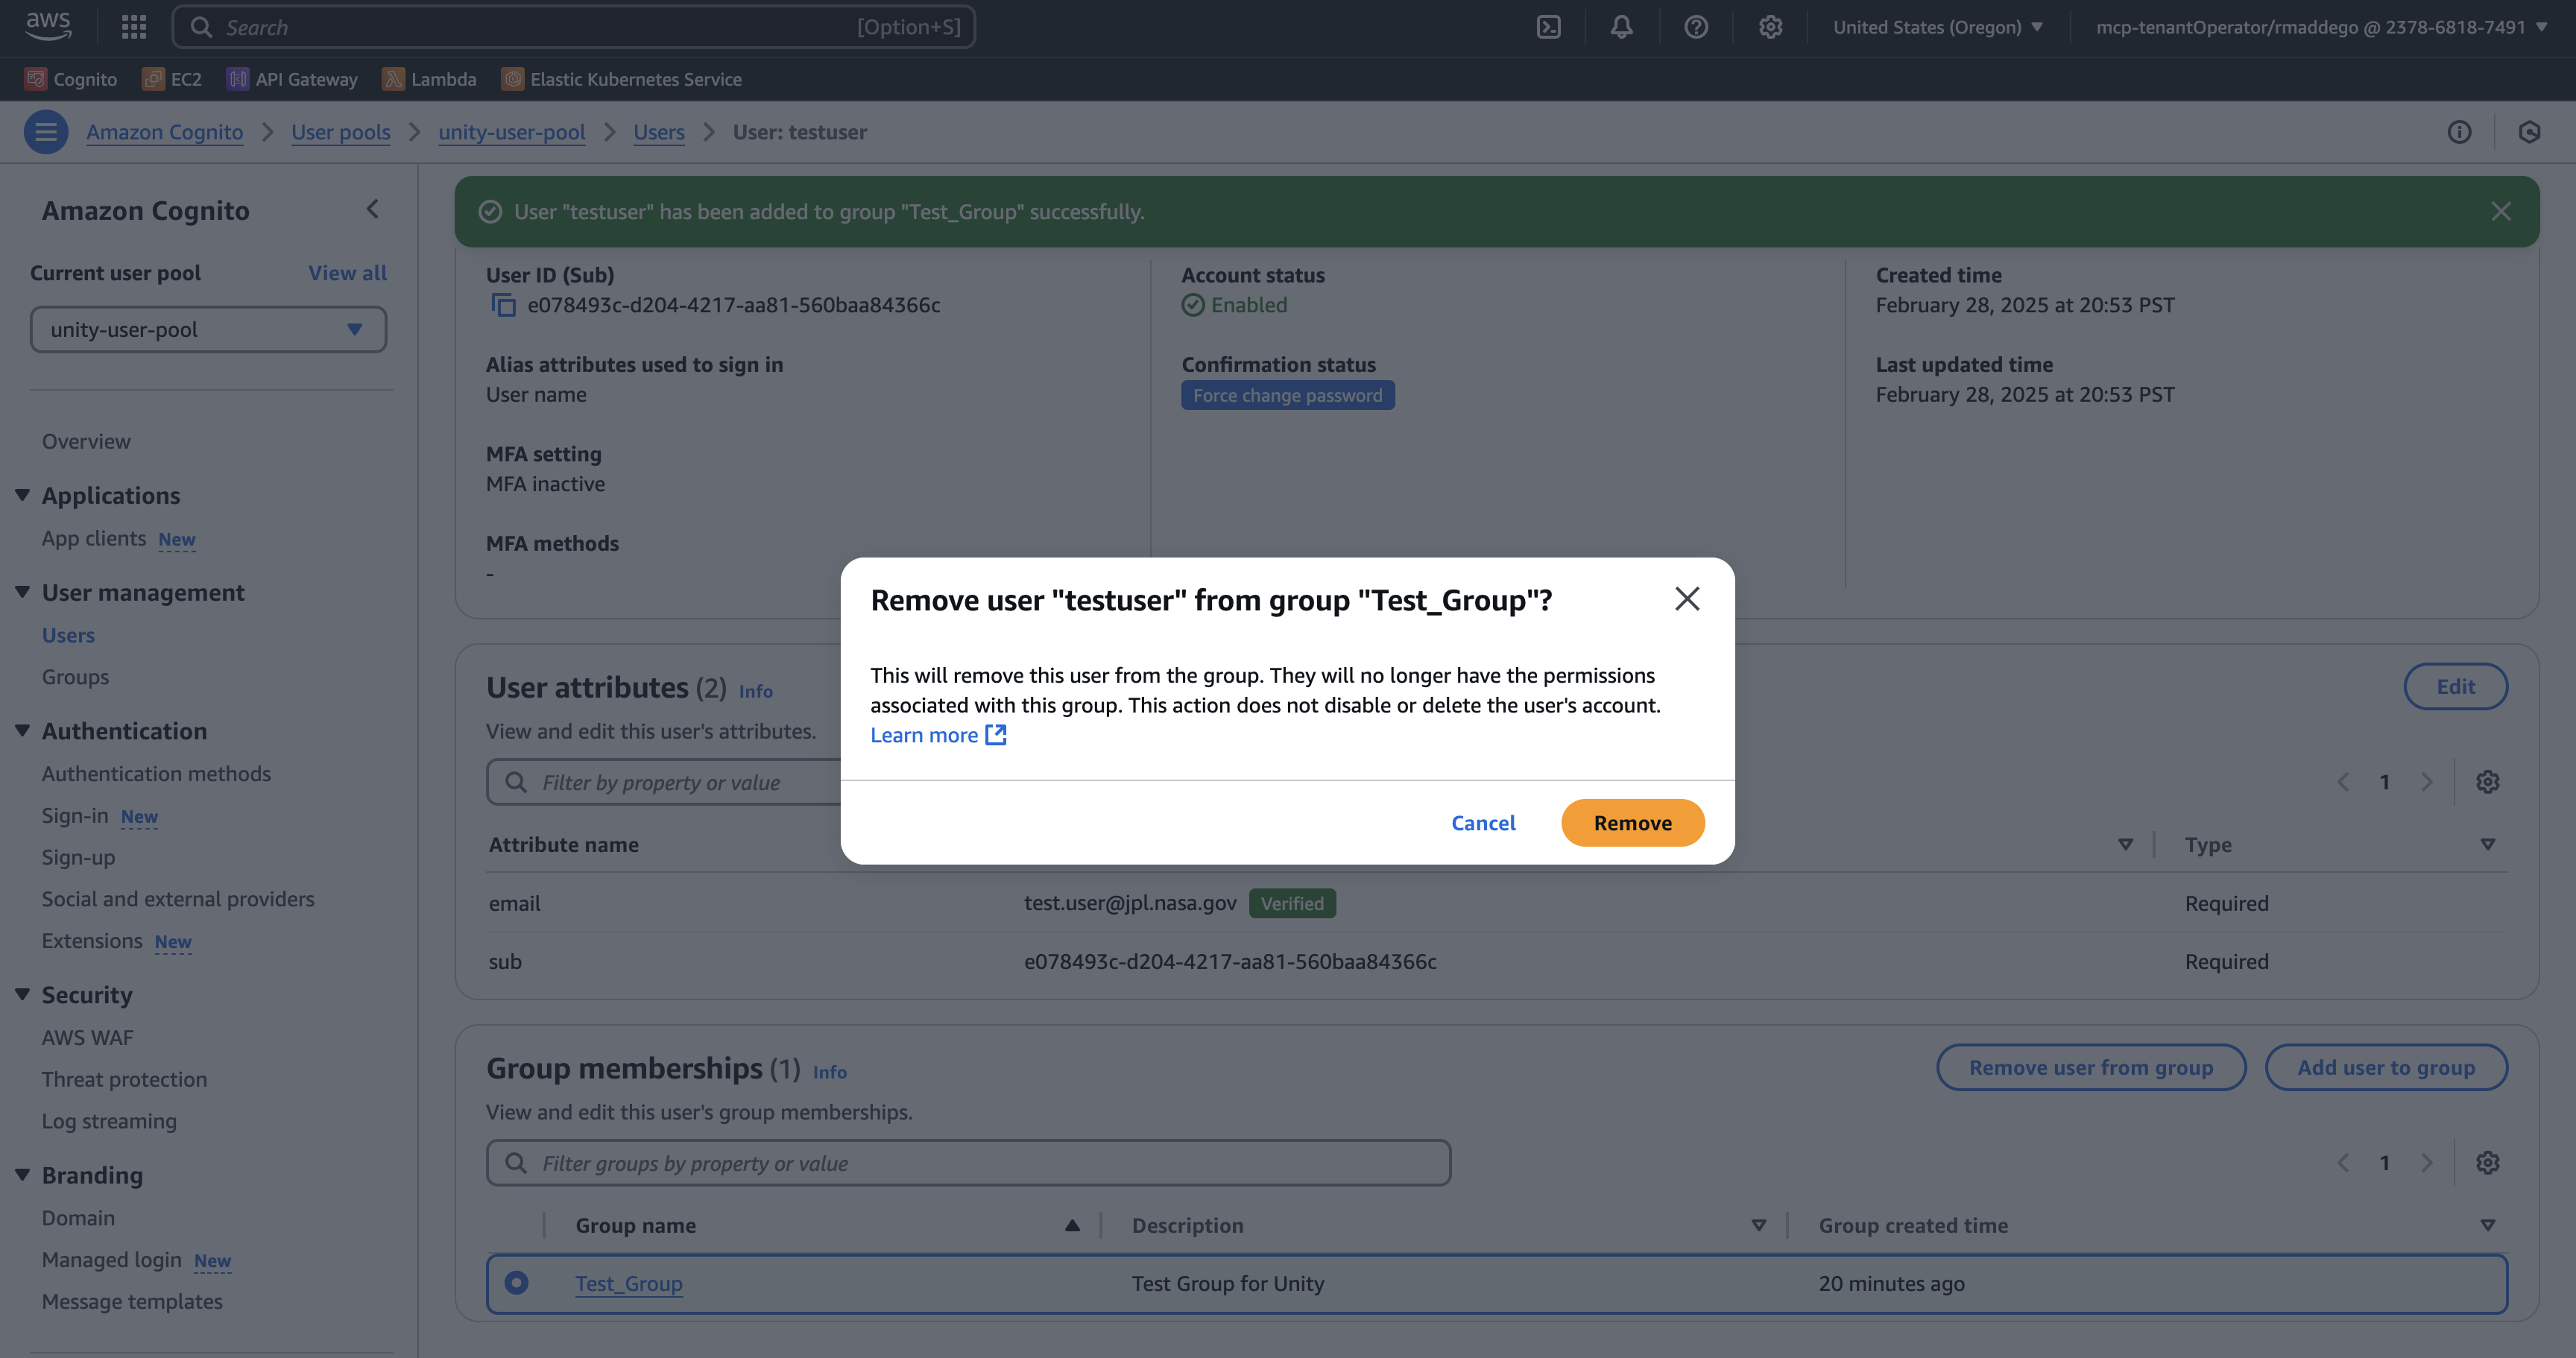 aws
Search [Option+S]
United States (Oregon)
mcp-tenantOperator/rmaddego @ 2378-6818-7491
Cognito EC2 API Gateway Lambda Elastic Kubernetes Service
Amazon Cognito User pools unity-user-pool Users User: testuser
Amazon Cognito
Current user pool View all
unity-user-pool
Overview
Applications
App clients New
User management
Users
Groups
Authentication
Authentication methods
Sign-in New
Sign-up
Social and external providers
Extensions New
Security
AWS WAF
Threat protection
Log streaming
Branding
Domain
Managed login New
Message templates
User "testuser" has been added to group "Test_Group" successfully.
User ID (Sub)
e078493c-d204-4217-aa81-560baa84366c
Alias attributes used to sign in
User name
MFA setting
MFA inactive
MFA methods
-
Account status
Enabled
Confirmation status
Force change password
Created time
February 28, 2025 at 20:53 PST
Last updated time
February 28, 2025 at 20:53 PST
Remove user "testuser" from group "Test_Group"?
This will remove this user from the group. They will no longer have the permissions
associated with this group. This action does not disable or delete the user's account.
Learn more
Cancel Remove
User attributes (2) Info
Edit
View and edit this user's attributes.
Filter by property or value
1
Attribute name Type
email test.user@jpl.nasa.gov Verified Required
sub e078493c-d204-4217-aa81-560baa84366c Required
Group memberships (1) Info
Remove user from group Add user to group
View and edit this user's group memberships.
Filter groups by property or value
1
Group name Description Group created time
Test_Group Test Group for Unity 20 minutes ago